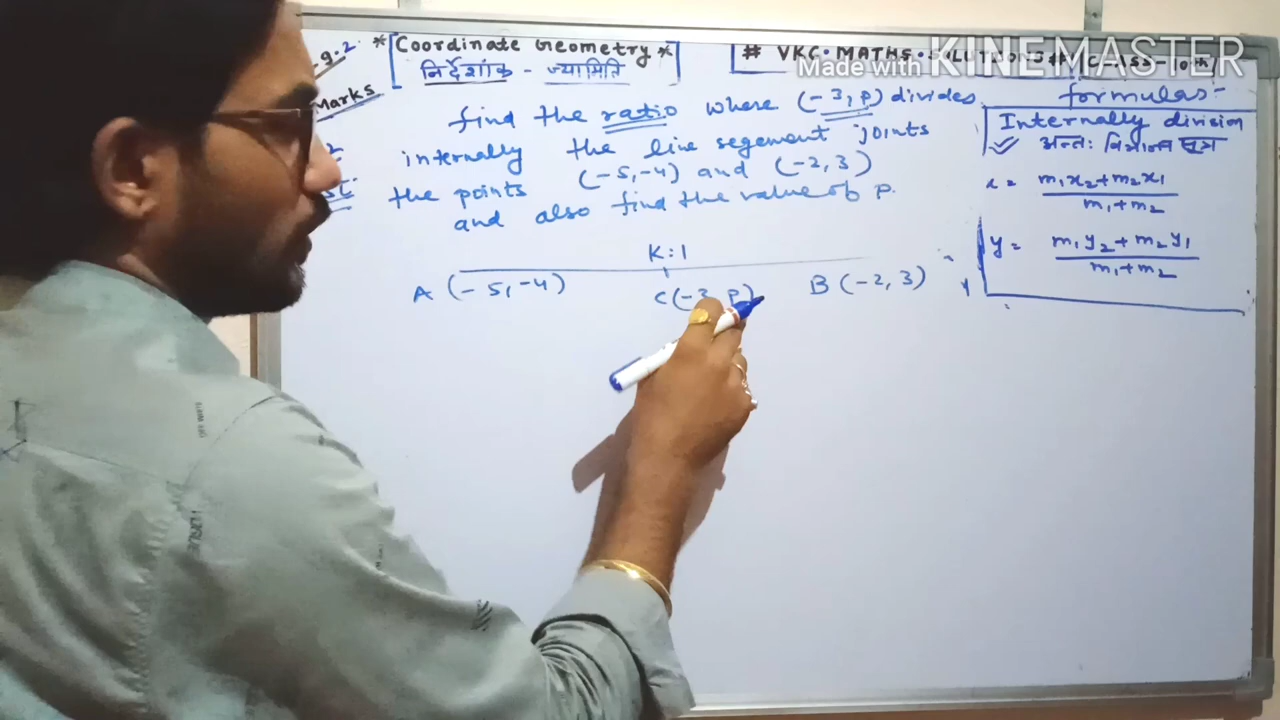 *[Coordinate Geometry*]
निर्देशांक - ज्यामिति
# VKC. MATHS.
Made with KINEMASTER
Marks
find the ratio where (-3, P) divides
internally the line segement joints
the points (-5,-4) and (-2,3)
and also find the value of P.
K:1
A (-5,-4)
C(-3, P)
B (-2, 3)
formulas-
Internally division
अन्तः विभाजन सूत्र
x = m₁x₂+m₂x₁ / m₁+m₂
y = m₁y₂+m₂y₁ / m₁+m₂